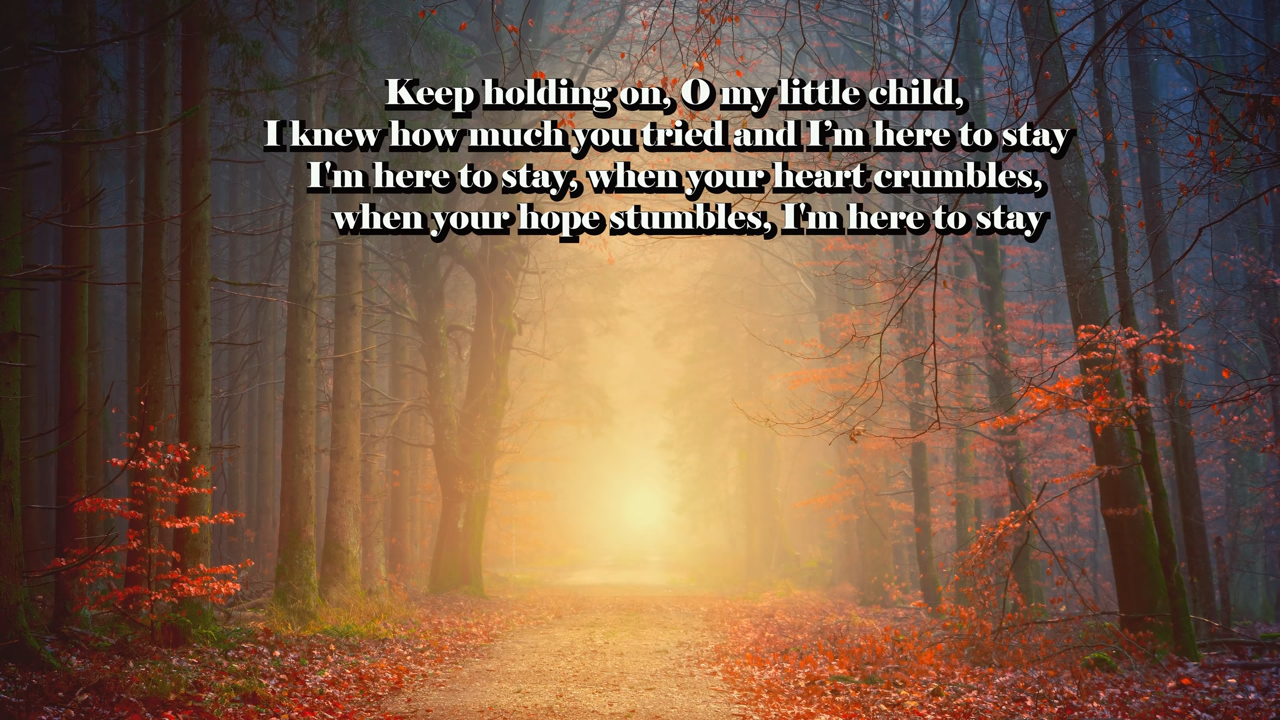 Keep holding on, O my little child,
I knew how much you tried and I’m here to stay
I'm here to stay, when your heart crumbles,
when your hope stumbles, I'm here to stay